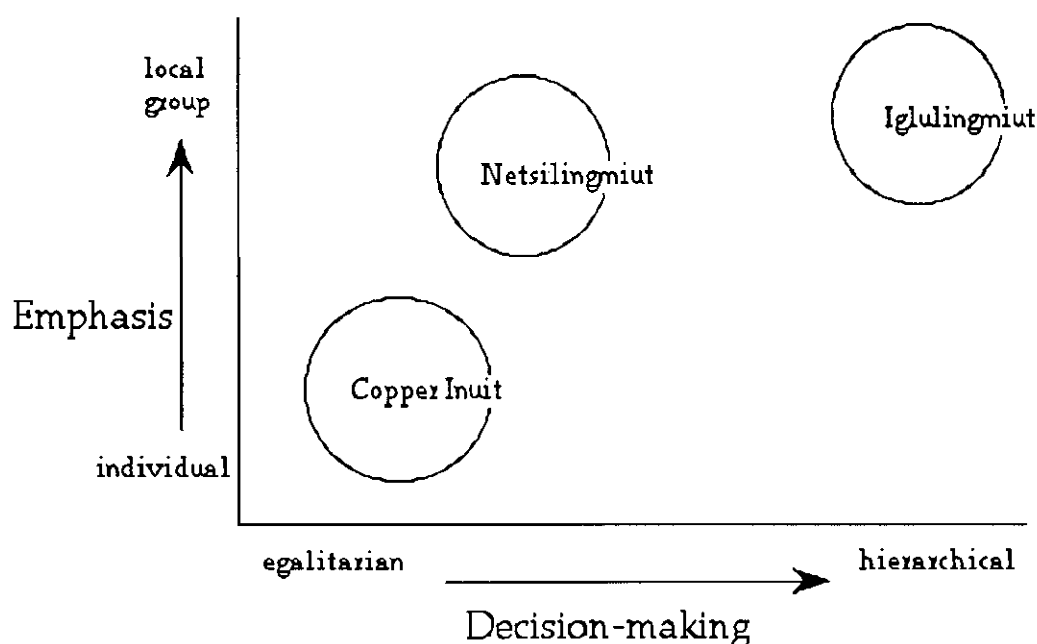 local
group
Iglulingmiut
Netsilingmiut
Emphasis
Copper Inuit
individual
egalitarian
hierarchical
Decision-making